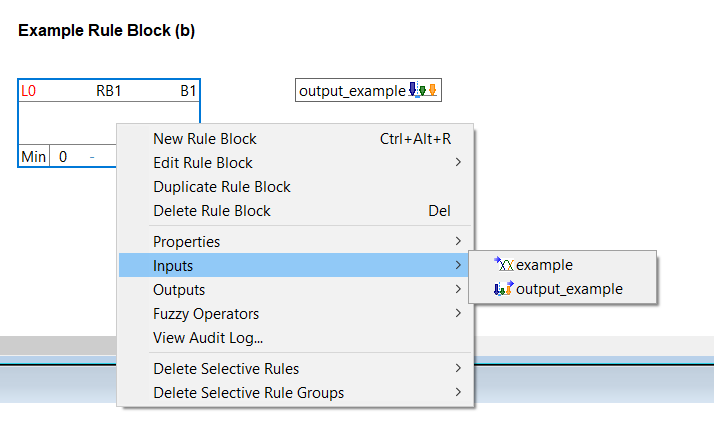 Example Rule Block (b)
L0 RB1 B1
output_example
Min 0 -
New Rule Block Ctrl+Alt+R
Edit Rule Block
Duplicate Rule Block
Delete Rule Block Del
Properties
Inputs
Outputs
Fuzzy Operators
View Audit Log...
Delete Selective Rules
Delete Selective Rule Groups
example
output_example